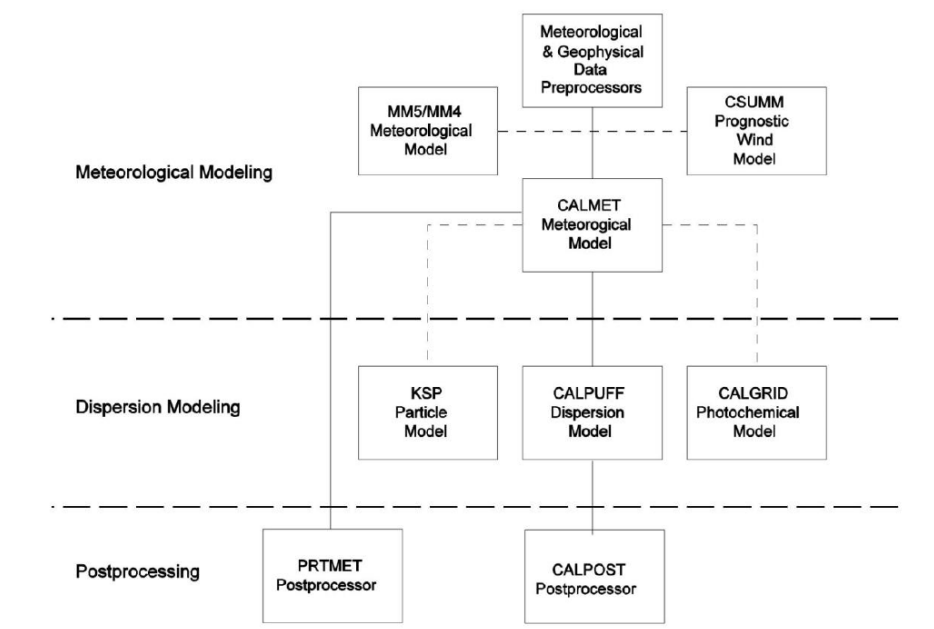 Meteorological
& Geophysical
Data
Preprocessors
MM5/MM4
Meteorological
Model
CSUMM
Prognostic
Wind
Model
Meteorological Modeling
CALMET
Meteorogical
Model
Dispersion Modeling
KSP
Particle
Model
CALPUFF
Dispersion
Model
CALGRID
Photochemical
Model
Postprocessing
PRTMET
Postprocessor
CALPOST
Postprocessor